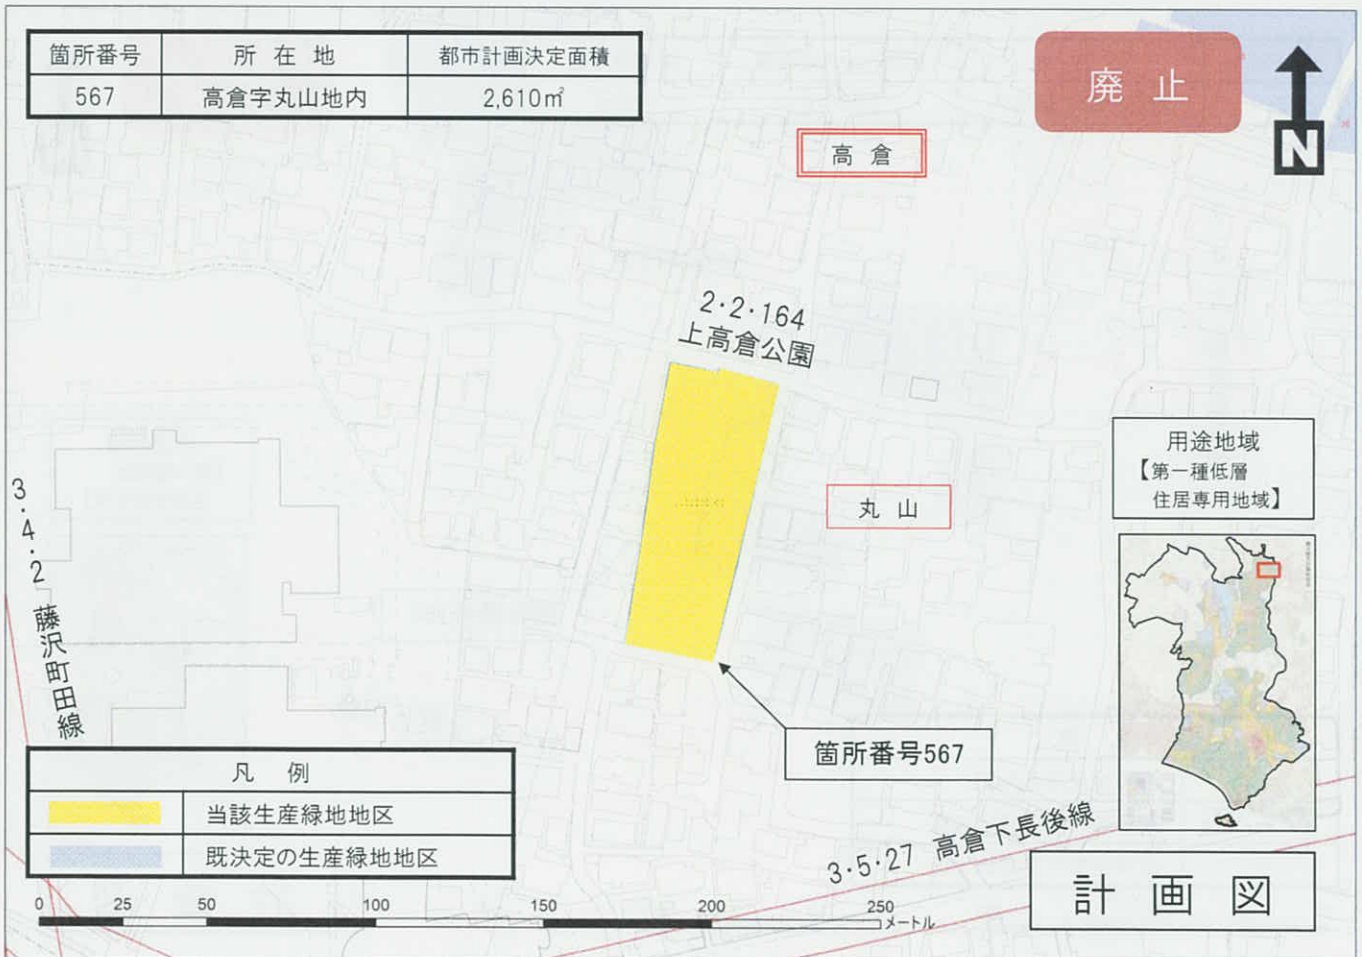 箇所番号 所在地 都市計画決定面積
567 高倉字丸山地内 2,610㎡
廃止
N
高倉
2・2・164
上高倉公園
用途地域
【第一種低層
住居専用地域】
丸山
3・4・2 藤沢町田線
箇所番号567
凡例
当該生産緑地地区
既決定の生産緑地地区
3・5・27 高倉下長後線
計画図
0 25 50 100 150 200 250
メートル